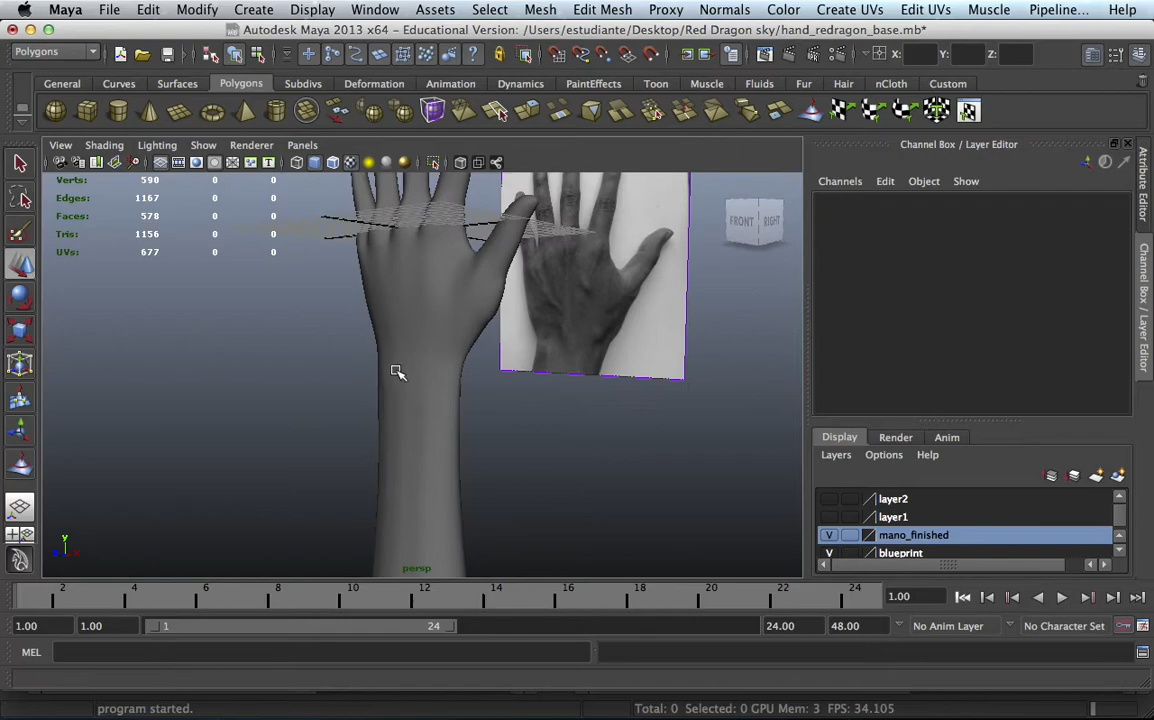 Maya File Edit Modify Create Display Window Assets Select Mesh Edit Mesh Proxy Normals Color Create UVs Edit UVs Muscle Pipeline... Help
Autodesk Maya 2013 x64 - Educational Version: /Users/estudiante/Desktop/Red Dragon sky/hand_redragon_base.mb*
Polygons X: Y: Z:
General Curves Surfaces Polygons Subdivs Deformation Animation Dynamics PaintEffects Toon Muscle Fluids Fur Hair nCloth Custom
View Shading Lighting Show Renderer Panels
Channel Box / Layer Editor
Channels Edit Object Show
Verts: 590 0 0
Edges: 1167 0 0
Faces: 578 0 0
Tris: 1156 0 0
UVs: 677 0 0
FRONT RIGHT
Attribute Editor
Channel Box / Layer Editor
Display Render Anim
Layers Options Help
layer2
layer1
V mano_finished
V blueprint
y
persp
2 4 6 8 10 12 14 16 18 20 22 24 1.00
1.00 1.00 1 24 24.00 48.00 No Anim Layer No Character Set
MEL
program started. Total: 0 Selected: 0 GPU Mem: 3 FPS: 34.105